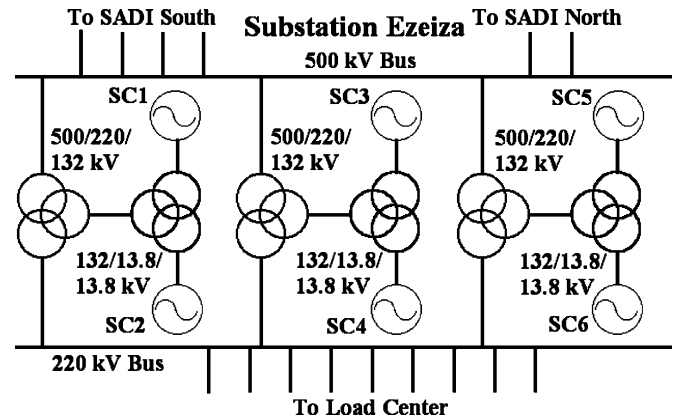 To SADI South
Substation Ezeiza
To SADI North
500 kV Bus
SC1
SC3
SC5
500/220/
132 kV
500/220/
132 kV
500/220/
132 kV
132/13.8/
13.8 kV
132/13.8/
13.8 kV
132/13.8/
13.8 kV
SC2
SC4
SC6
220 kV Bus
To Load Center